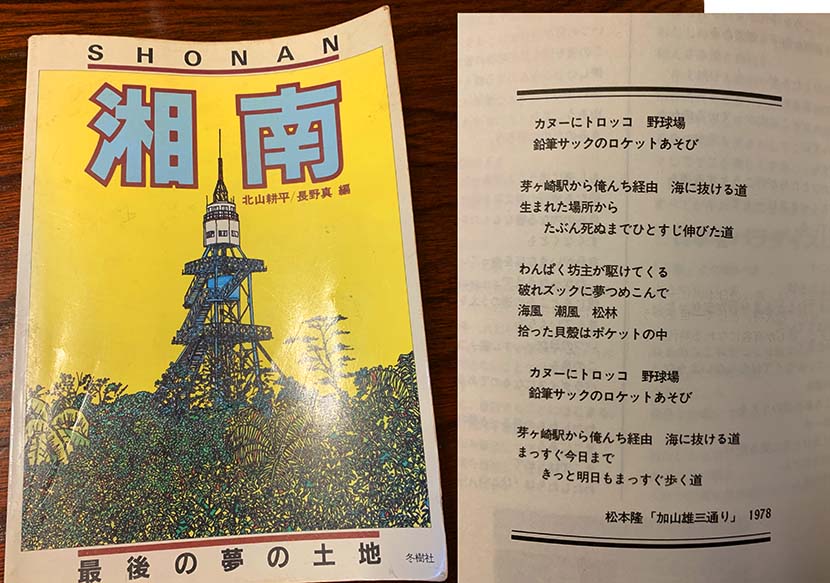 SHONAN
湘南
北山耕平/長野真 編
最後の夢の土地
冬樹社
カヌーにトロッコ 野球場
鉛筆サックのロケットあそび
芽ヶ崎駅から俺んち経由 海に抜ける道
生まれた場所から
たぶん死ぬまでひとすじ伸びた道
わんぱく坊主が駆けてくる
破れズックに夢つめこんで
海風 潮風 松林
拾った貝殻はポケットの中
カヌーにトロッコ 野球場
鉛筆サックのロケットあそび
芽ヶ崎駅から俺んち経由 海に抜ける道
まっすぐ今日まで
きっと明日もまっすぐ歩く道
松本隆「加山雄三通り」 1978